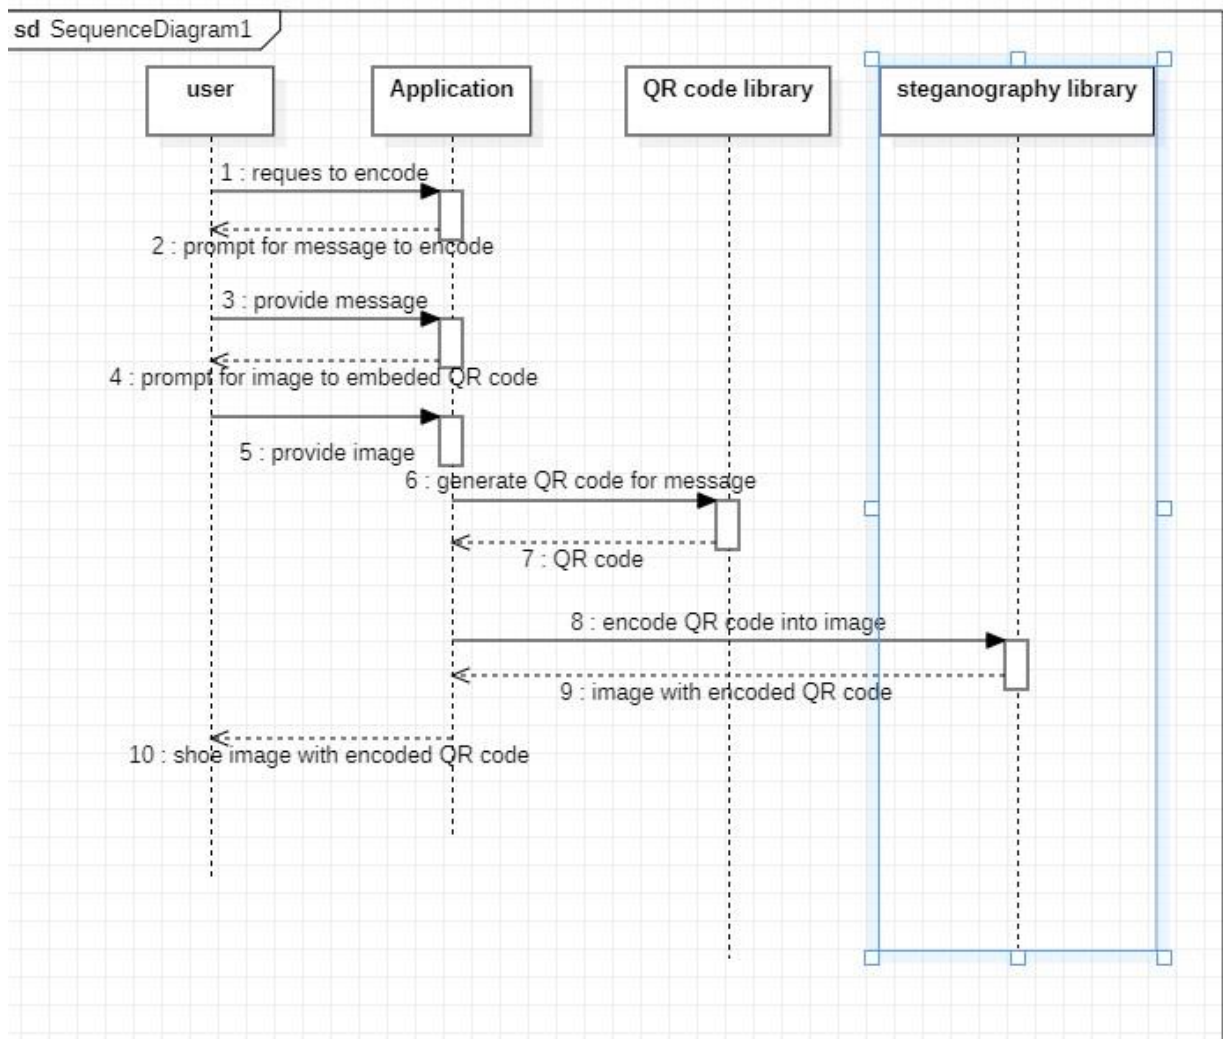 sd SequenceDiagram1
user
Application
QR code library
steganography library
1 : reques to encode
2 : prompt for message to encode
3 : provide message
4 : prompt for image to embeded QR code
5 : provide image
6 : generate QR code for message
7 : QR code
8 : encode QR code into image
9 : image with encoded QR code
10 : shoe image with encoded QR code